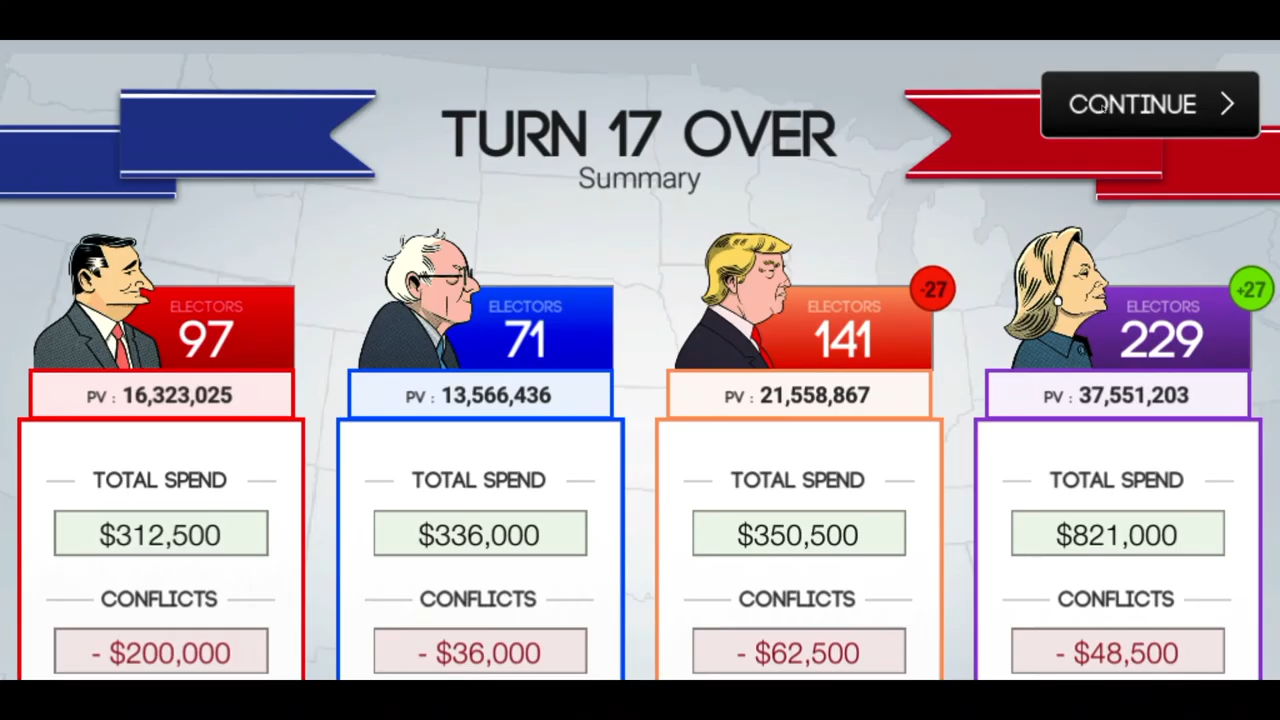 CONTINUE
TURN 17 OVER
Summary
ELECTORS
97
PV : 16,323,025
TOTAL SPEND
$312,500
CONFLICTS
- $200,000
ELECTORS
71
PV : 13,566,436
TOTAL SPEND
$336,000
CONFLICTS
- $36,000
-27
ELECTORS
141
PV : 21,558,867
TOTAL SPEND
$350,500
CONFLICTS
- $62,500
+27
ELECTORS
229
PV : 37,551,203
TOTAL SPEND
$821,000
CONFLICTS
- $48,500